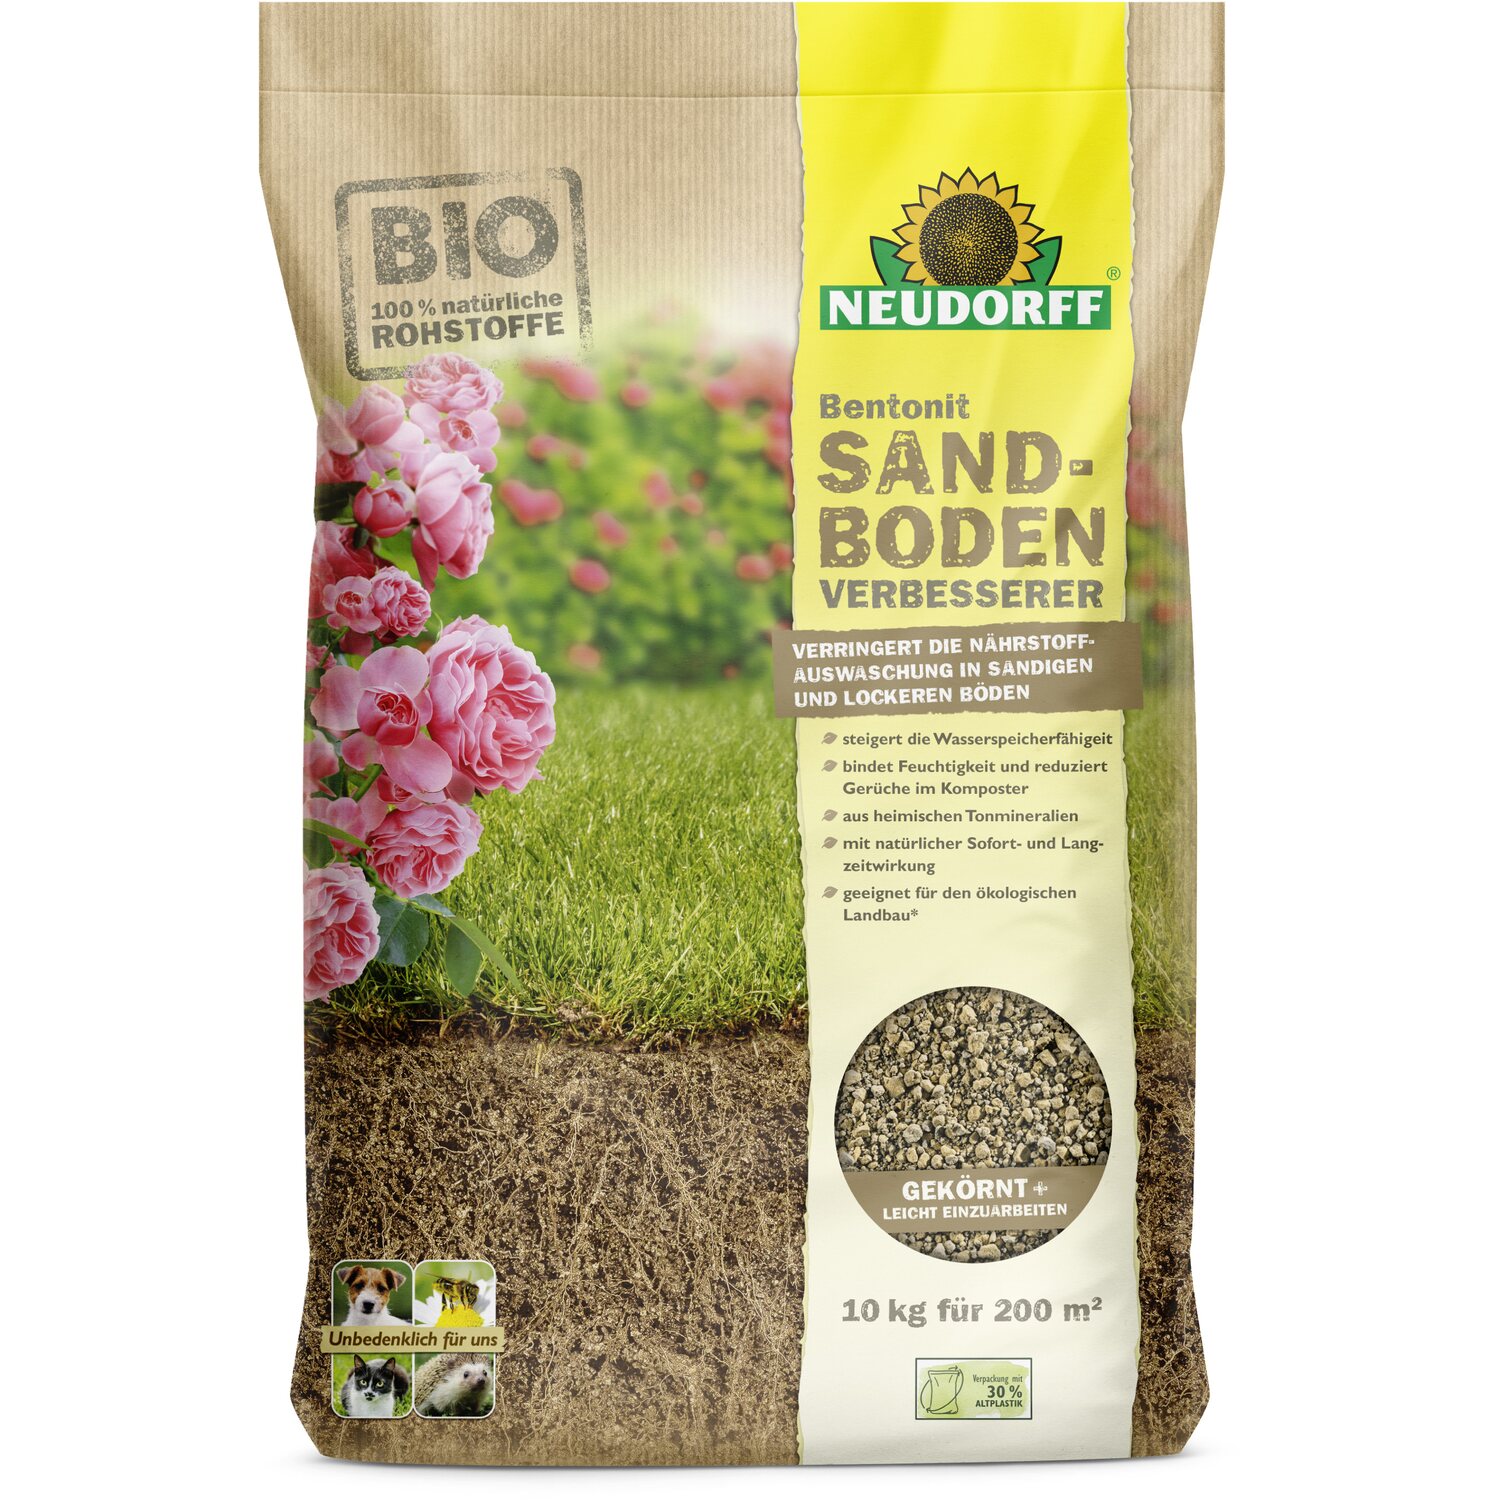 BIO
100 % natürliche
ROHSTOFFE
NEUDORFF®
Bentonit
SAND-
BODEN
VERBESSERER
VERRINGERT DIE NÄHRSTOFF-
AUSWASCHUNG IN SANDIGEN
UND LOCKEREN BÖDEN
steigert die Wasserspeicherfähigeit
bindet Feuchtigkeit und reduziert
Gerüche im Komposter
aus heimischen Tonmineralien
mit natürlicher Sofort- und Lang-
zeitwirkung
geeignet für den ökologischen
Landbau*
GEKÖRNT +
LEICHT EINZUARBEITEN
10 kg für 200 m²
Unbedenklich für uns
Verpackung mit
30 %
ALTPLASTIK